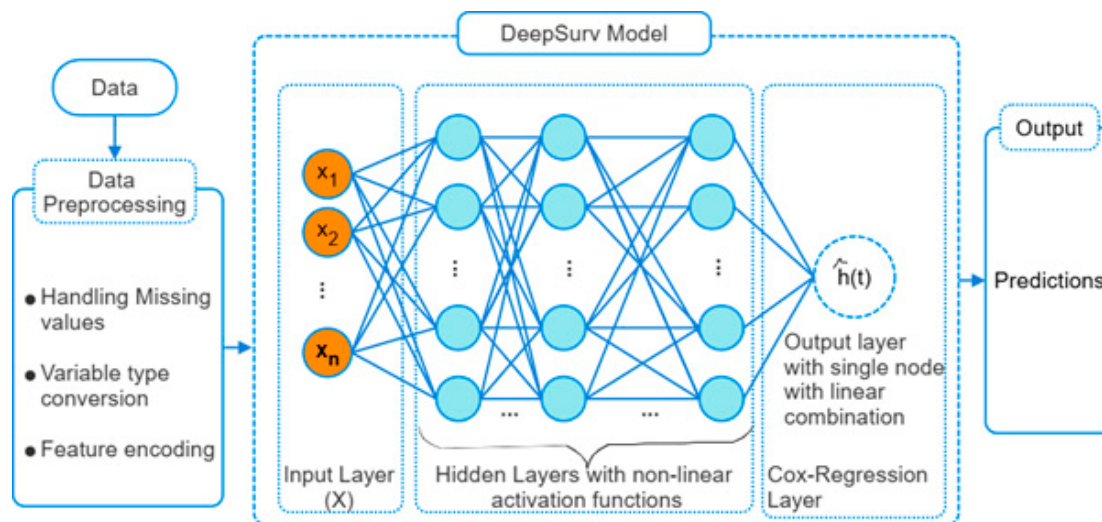 DeepSurv Model
Data
Data
Preprocessing
● Handling Missing
values
● Variable type
conversion
● Feature encoding
x1
x2
⋮
xn
Input Layer
(X)
⋮
⋮
⋮
...
...
Hidden Layers with non-linear
activation functions
ĥ(t)
Output layer
with single node
with linear
combination
Cox-Regression
Layer
Output
Predictions